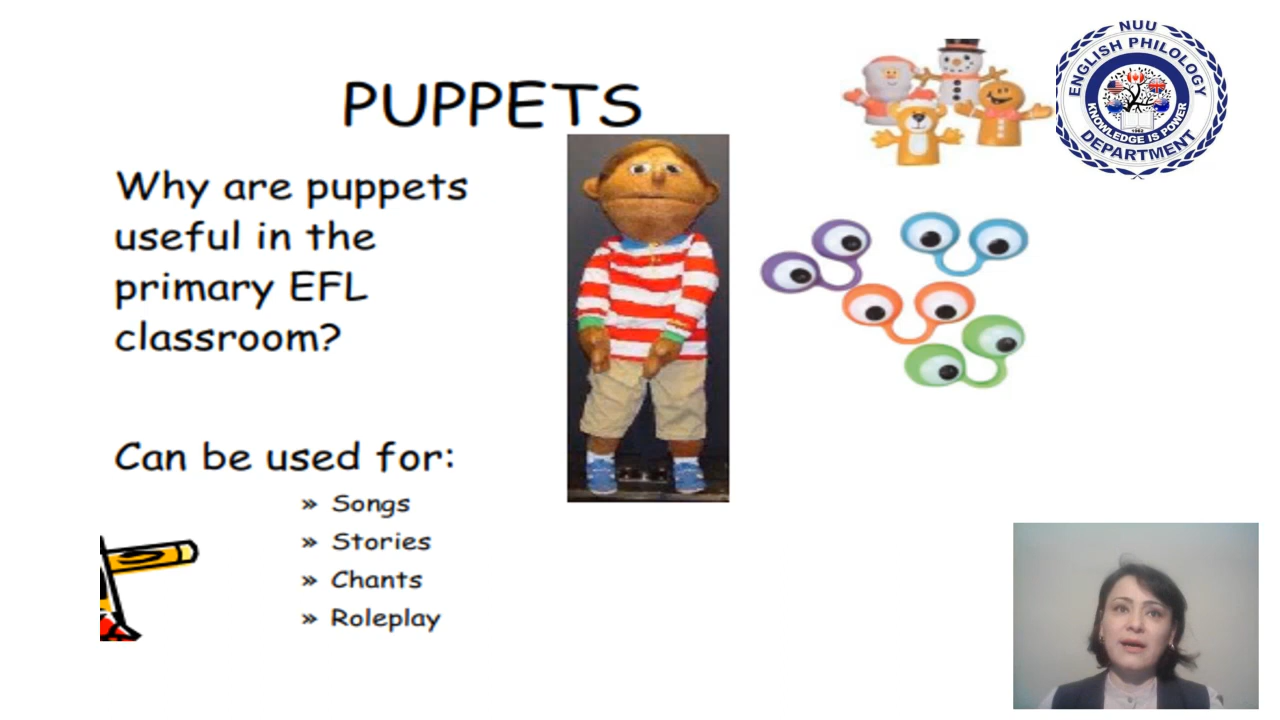 PUPPETS
Why are puppets
useful in the
primary EFL
classroom?
Can be used for:
» Songs
» Stories
» Chants
» Roleplay
NUU
ENGLISH PHILOLOGY
KNOWLEDGE IS POWER
1982
DEPARTMENT